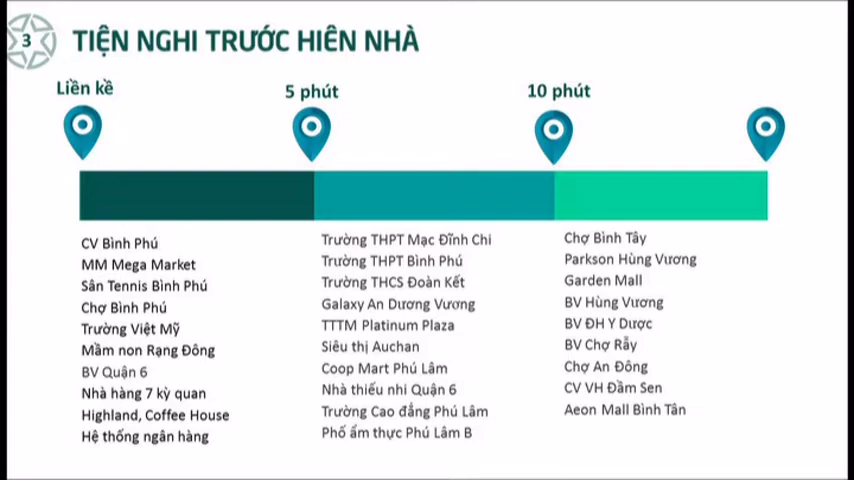 3
TIỆN NGHI TRƯỚC HIÊN NHÀ
Liền kề
5 phút
10 phút
CV Bình Phú
MM Mega Market
Sân Tennis Bình Phú
Chợ Bình Phú
Trường Việt Mỹ
Mầm non Rạng Đông
BV Quận 6
Nhà hàng 7 kỳ quan
Highland, Coffee House
Hệ thống ngân hàng
Trường THPT Mạc Đĩnh Chi
Trường THPT Bình Phú
Trường THCS Đoàn Kết
Galaxy An Dương Vương
TTTM Platinum Plaza
Siêu thị Auchan
Coop Mart Phú Lâm
Nhà thiếu nhi Quận 6
Trường Cao đẳng Phú Lâm
Phố ẩm thực Phú Lâm B
Chợ Bình Tây
Parkson Hùng Vương
Garden Mall
BV Hùng Vương
BV ĐH Y Dược
BV Chợ Rẫy
Chợ An Đông
CV VH Đầm Sen
Aeon Mall Bình Tân